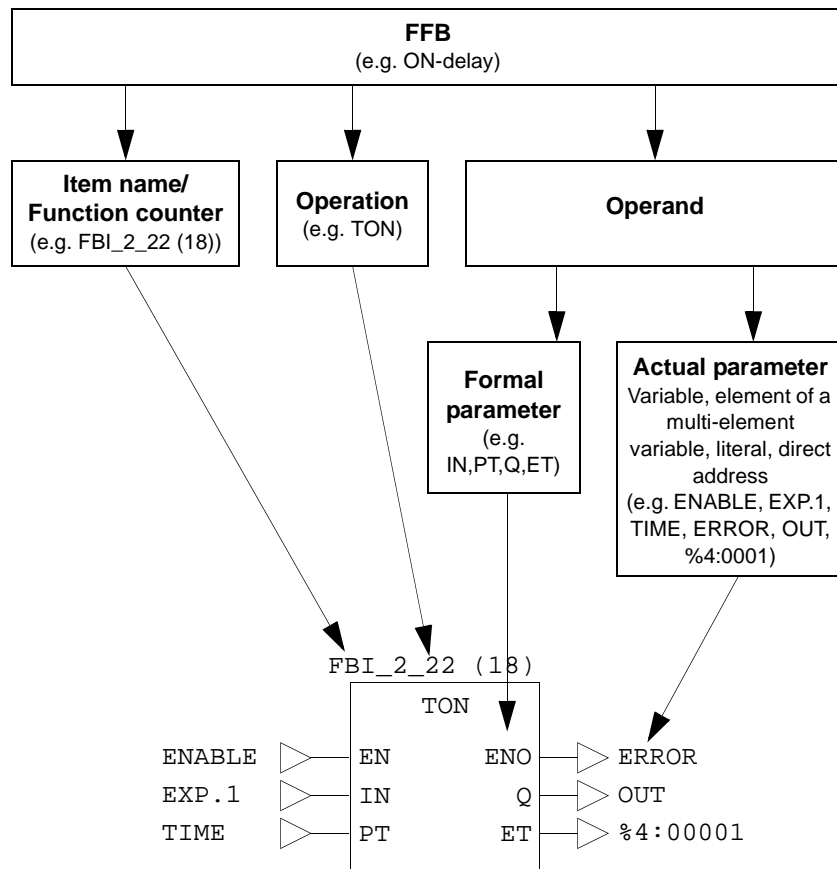 FFB
(e.g. ON-delay)
Item name/
Function counter
(e.g. FBI_2_22 (18))
Operation
(e.g. TON)
Operand
Formal
parameter
(e.g.
IN,PT,Q,ET)
Actual parameter
Variable, element of a
multi-element
variable, literal, direct
address
(e.g. ENABLE, EXP.1,
TIME, ERROR, OUT,
%4:0001)
FBI_2_22 (18)
TON
ENABLE EN ENO ERROR
EXP.1 IN Q OUT
TIME PT ET %4:00001